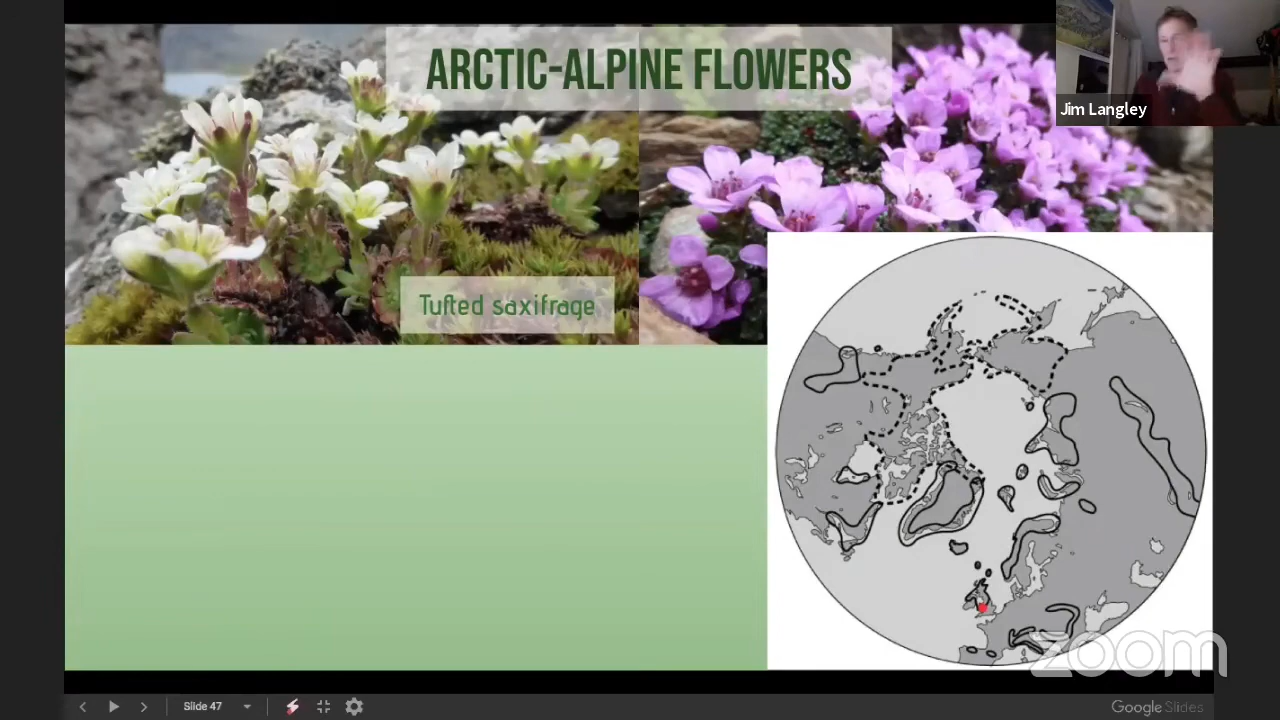 ARCTIC-ALPINE FLOWERS
Jim Langley
Tufted saxifrage
zoom
Slide 47
Google Slides